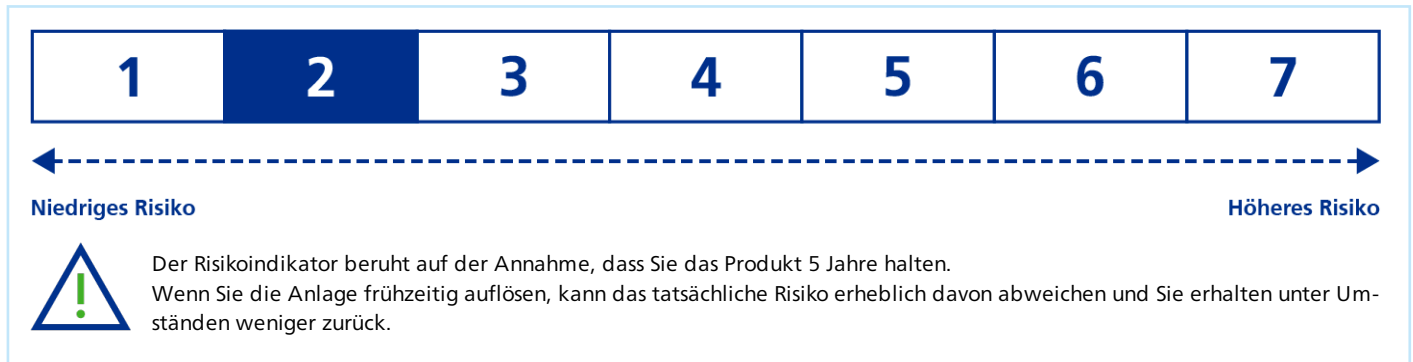 1 2 3 4 5 6 7
Niedriges Risiko Höheres Risiko
!
Der Risikoindikator beruht auf der Annahme, dass Sie das Produkt 5 Jahre halten.
Wenn Sie die Anlage frühzeitig auflösen, kann das tatsächliche Risiko erheblich davon abweichen und Sie erhalten unter Um-
ständen weniger zurück.